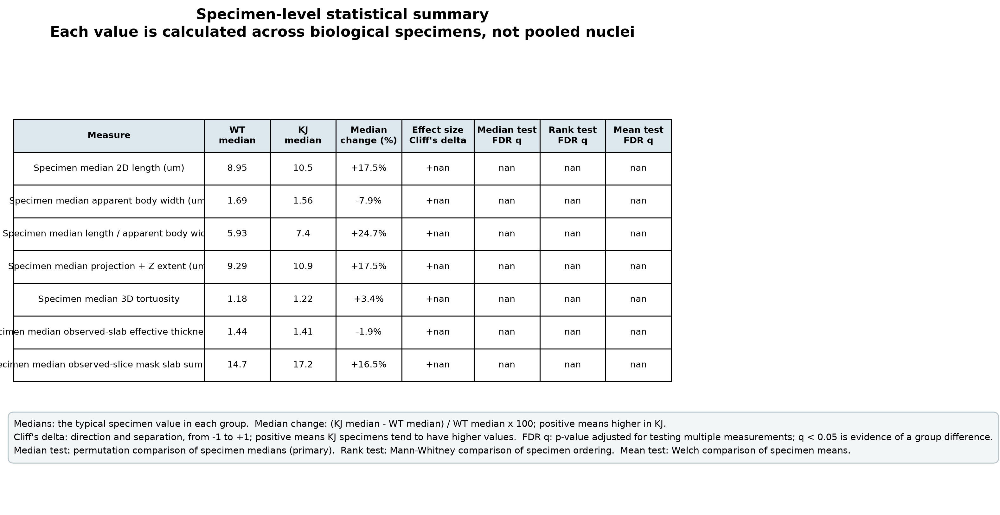 Specimen-level statistical summary
Each value is calculated across biological specimens, not pooled nuclei
Measure WT median KJ median Median change (%) Effect size Cliff's delta Median test FDR q Rank test FDR q Mean test FDR q
Specimen median 2D length (um) 8.95 10.5 +17.5% +nan nan nan nan
Specimen median apparent body width (um 1.69 1.56 -7.9% +nan nan nan nan
Specimen median length / apparent body wid 5.93 7.4 +24.7% +nan nan nan nan
Specimen median projection + Z extent (um 9.29 10.9 +17.5% +nan nan nan nan
Specimen median 3D tortuosity 1.18 1.22 +3.4% +nan nan nan nan
cimen median observed-slab effective thickne 1.44 1.41 -1.9% +nan nan nan nan
ecimen median observed-slice mask slab sum 14.7 17.2 +16.5% +nan nan nan nan
Medians: the typical specimen value in each group. Median change: (KJ median - WT median) / WT median x 100; positive means higher in KJ.
Cliff's delta: direction and separation, from -1 to +1; positive means KJ specimens tend to have higher values. FDR q: p-value adjusted for testing multiple measurements; q < 0.05 is evidence of a group difference.
Median test: permutation comparison of specimen medians (primary). Rank test: Mann-Whitney comparison of specimen ordering. Mean test: Welch comparison of specimen means.